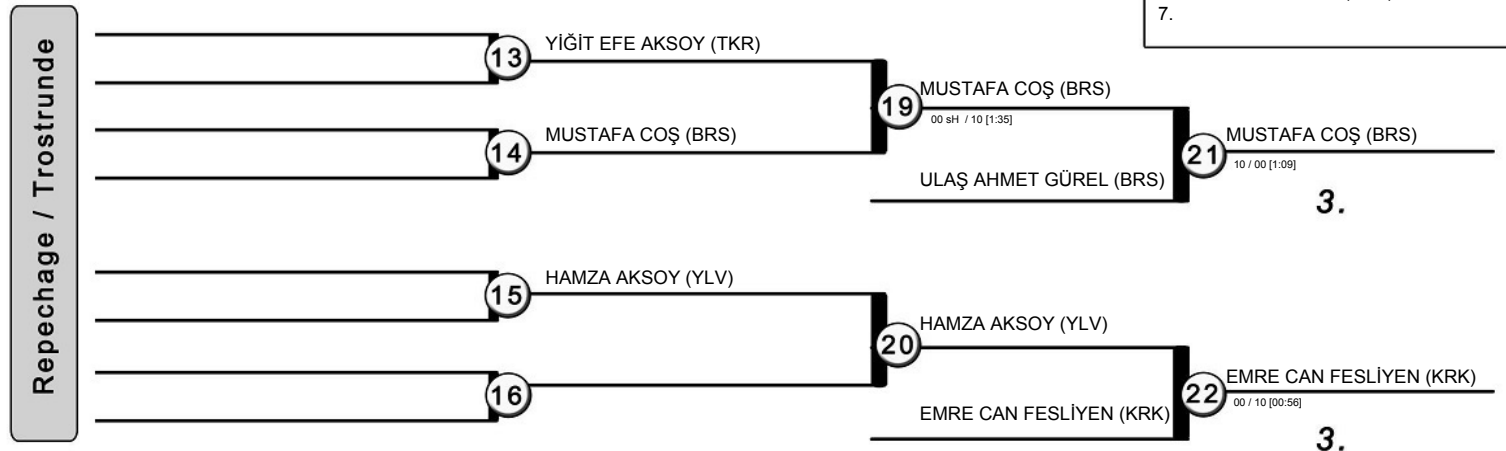 7.
Repechage / Trostrunde
13
YİĞİT EFE AKSOY (TKR)
14
MUSTAFA COŞ (BRS)
19
MUSTAFA COŞ (BRS)
00 sH / 10 [1:35]
ULAŞ AHMET GÜREL (BRS)
21
MUSTAFA COŞ (BRS)
10 / 00 [1:09]
3.
15
HAMZA AKSOY (YLV)
16
20
HAMZA AKSOY (YLV)
EMRE CAN FESLİYEN (KRK)
22
EMRE CAN FESLİYEN (KRK)
00 / 10 [00:56]
3.